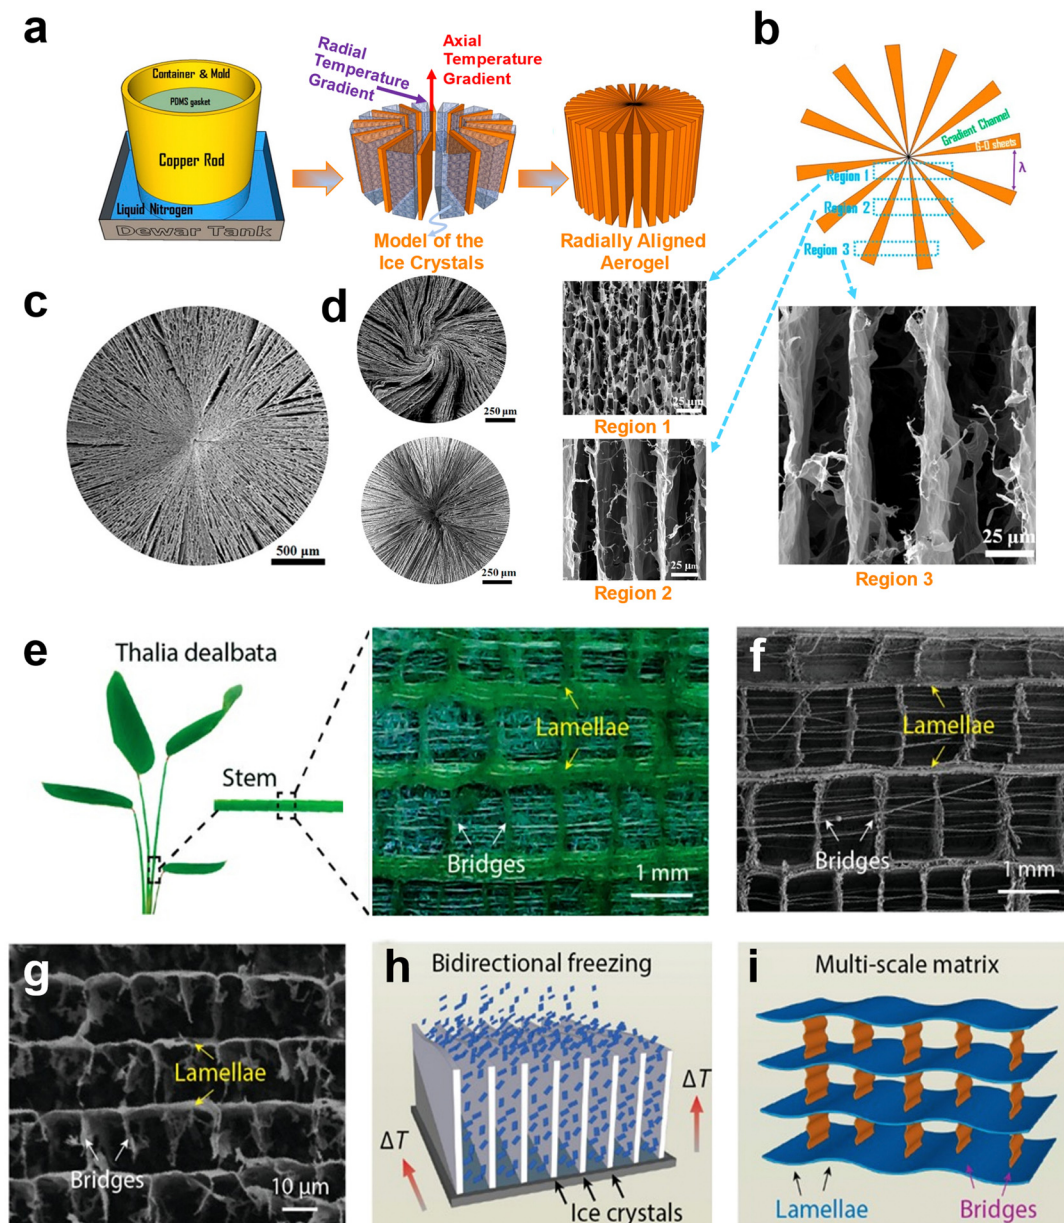 a
Container & Mold
PDMS gasket
Copper Rod
Liquid Nitrogen
Dewar Tank
Radial
Temperature
Gradient
Axial
Temperature
Gradient
Model of the
Ice Crystals
Radially Aligned
Aerogel
b
Gradient Channel
G-O sheets
λ
Region 1
Region 2
Region 3
c
500 μm
d
250 μm
250 μm
25 μm
Region 1
25 μm
Region 2
25 μm
Region 3
e
Thalia dealbata
Stem
Lamellae
Bridges
1 mm
f
Lamellae
Bridges
1 mm
g
Lamellae
Bridges
10 μm
h
Bidirectional freezing
ΔT
ΔT
Ice crystals
i
Multi-scale matrix
Lamellae
Bridges